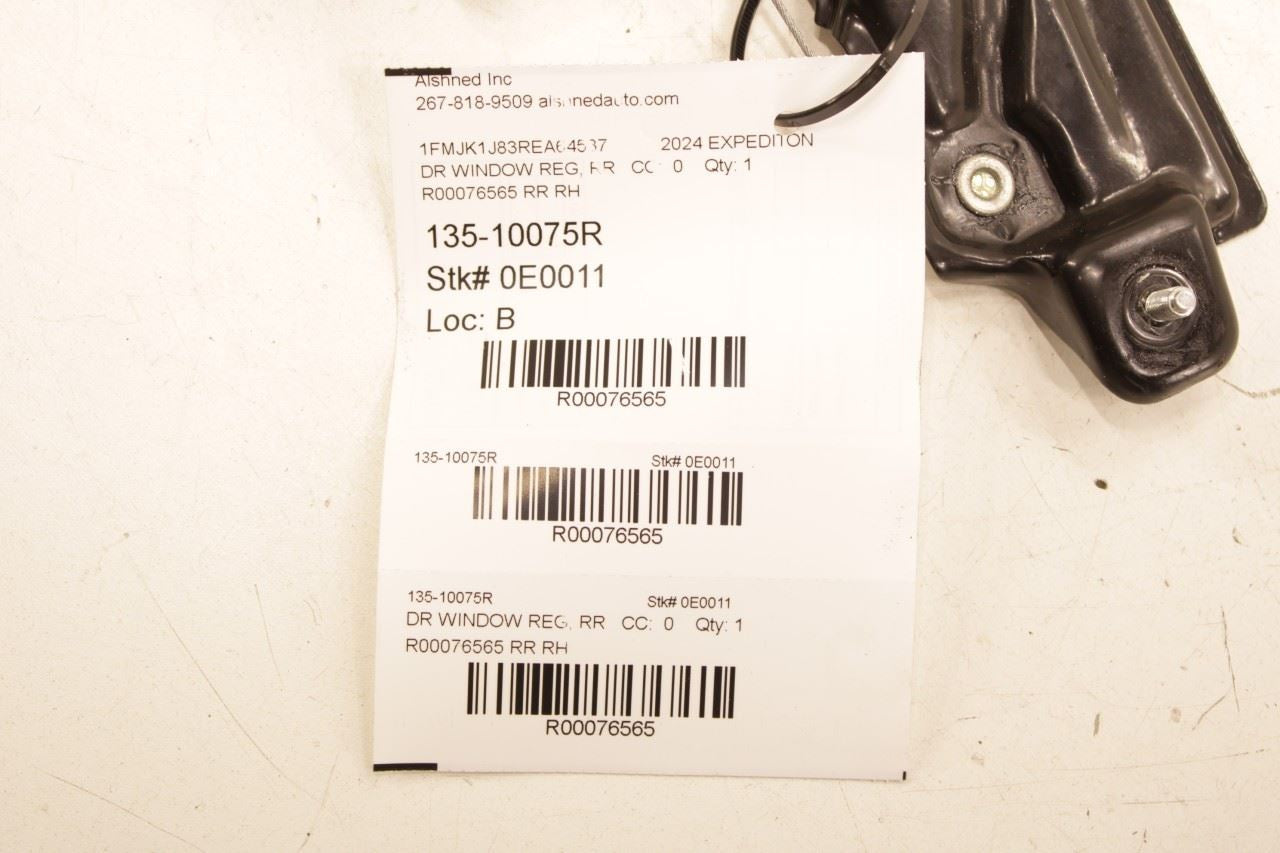 Alshned Inc
267-818-9509 alshnedauto.com
2024 EXPEDITON
DR WINDOW REG, RR CC: 0 Qty: 1
R00076565 RR RH
135-10075R
Stk# 0E0011
Loc: B
R00076565
135-10075R Stk# 0E0011
R00076565
135-10075R Stk# 0E0011
DR WINDOW REG, RR CC: 0 Qty: 1
R00076565 RR RH
R00076565